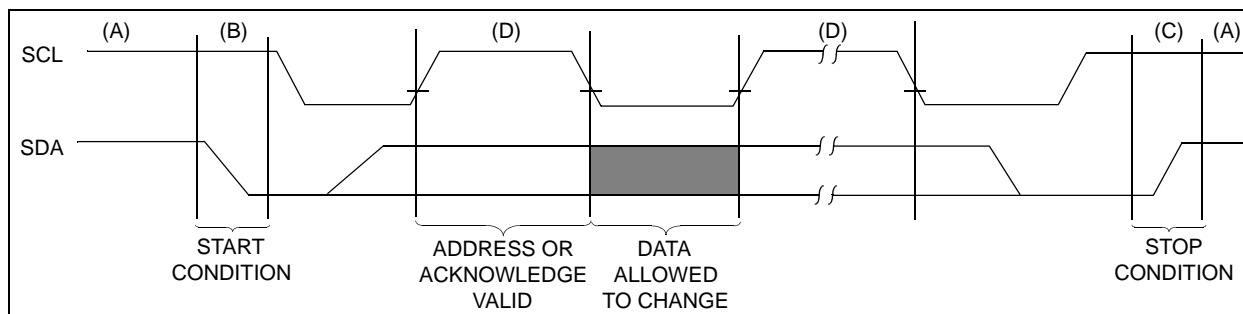 (A) (B) (D) (D) (C) (A)
SCL
SDA
START
CONDITION
ADDRESS OR
ACKNOWLEDGE
VALID
DATA
ALLOWED
TO CHANGE
STOP
CONDITION